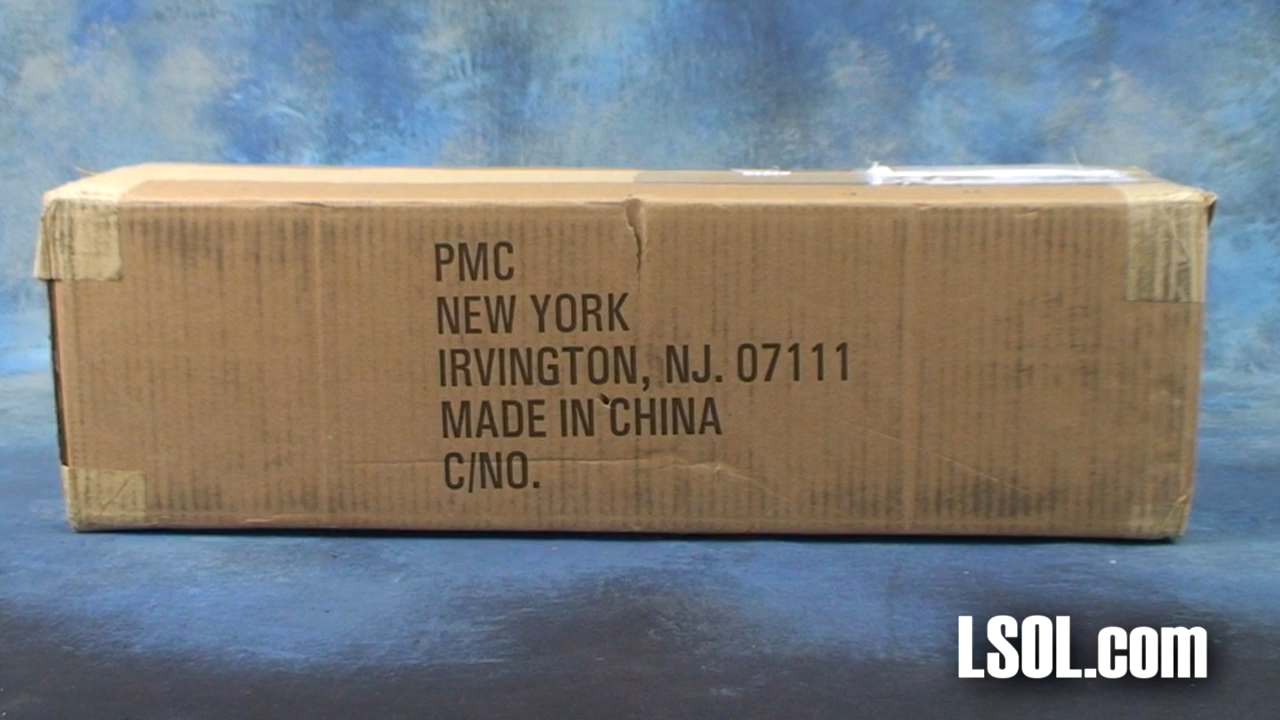 PMC
NEW YORK
IRVINGTON, NJ. 07111
MADE IN CHINA
C/NO.
LSOL.com